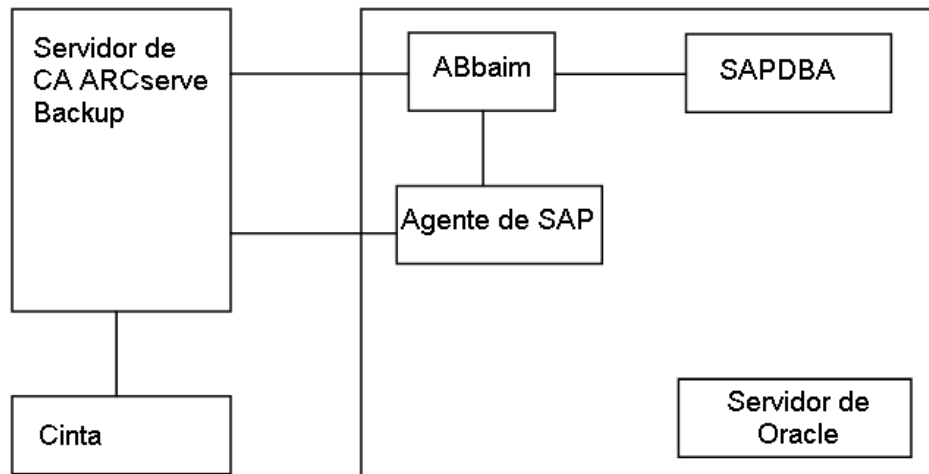 Servidor de
CA ARCserve
Backup
ABbaim
SAPDBA
Agente de SAP
Cinta
Servidor de
Oracle